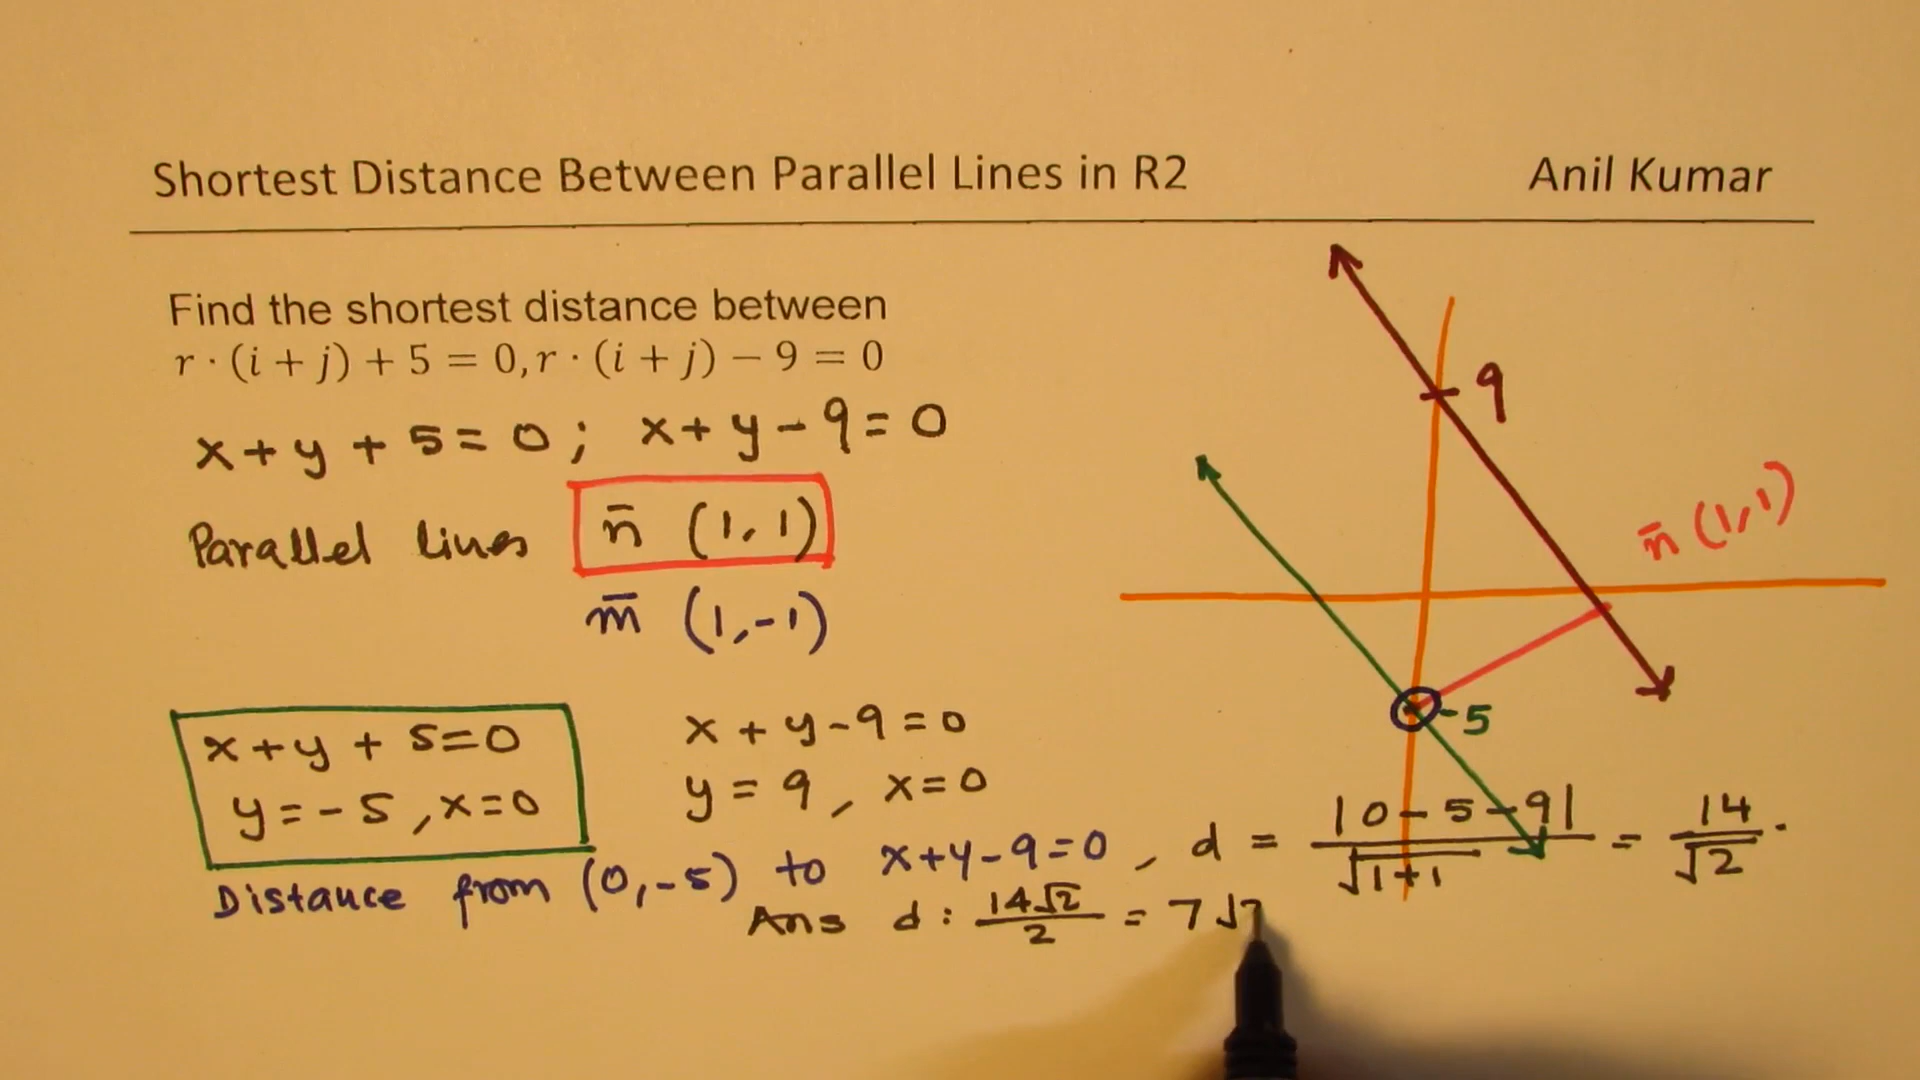 Shortest Distance Between Parallel Lines in R2 Anil Kumar
Find the shortest distance between
r · (i + j) + 5 = 0, r · (i + j) − 9 = 0
x + y + 5 = 0 ; x + y - 9 = 0
Parallel lines n̄ (1, 1)
m̄ (1, -1)
x + y + 5 = 0
y = -5 , x = 0
x + y - 9 = 0
y = 9 , x = 0
Distance from (0, -5) to x + y - 9 = 0 , d = |0 - 5 - 9| / √1+1 = 14 / √2 .
Ans d : 14√2 / 2 = 7√2
9
n̄ (1, 1)
-5